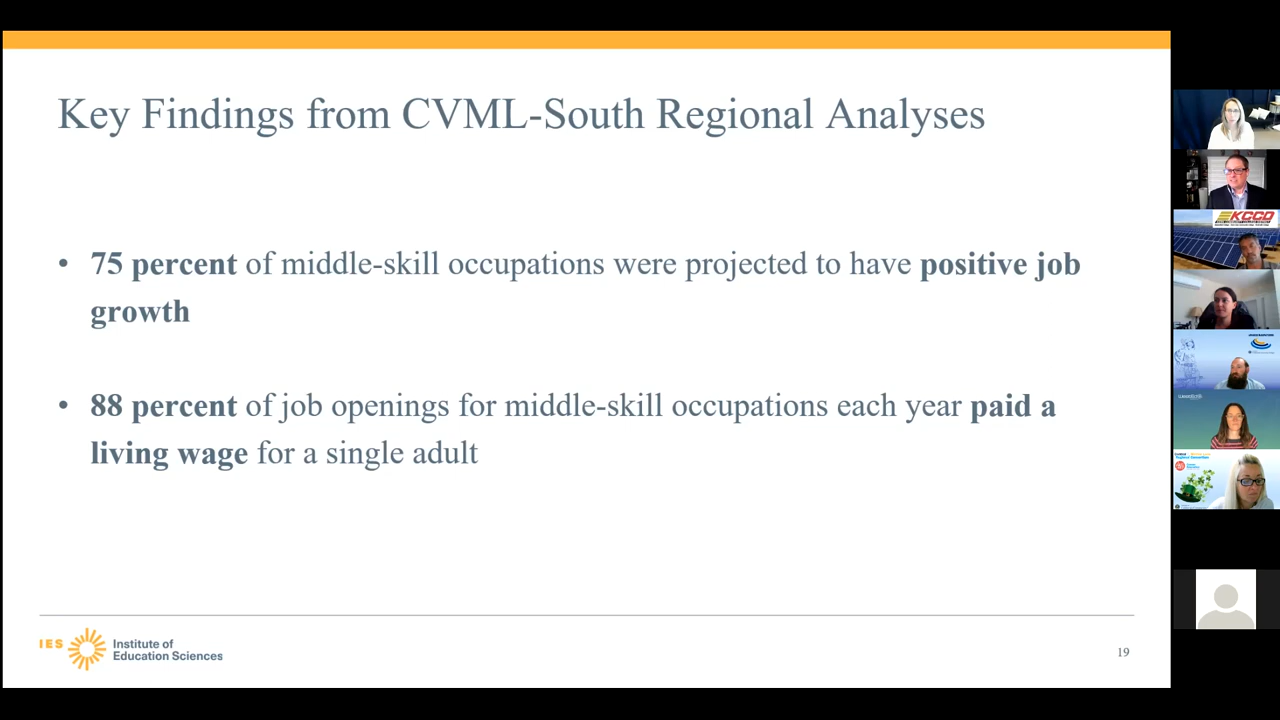 Key Findings from CVML-South Regional Analyses
• 75 percent of middle-skill occupations were projected to have positive job
growth
• 88 percent of job openings for middle-skill occupations each year paid a
living wage for a single adult
IES
Institute of
Education Sciences
19
KCCD